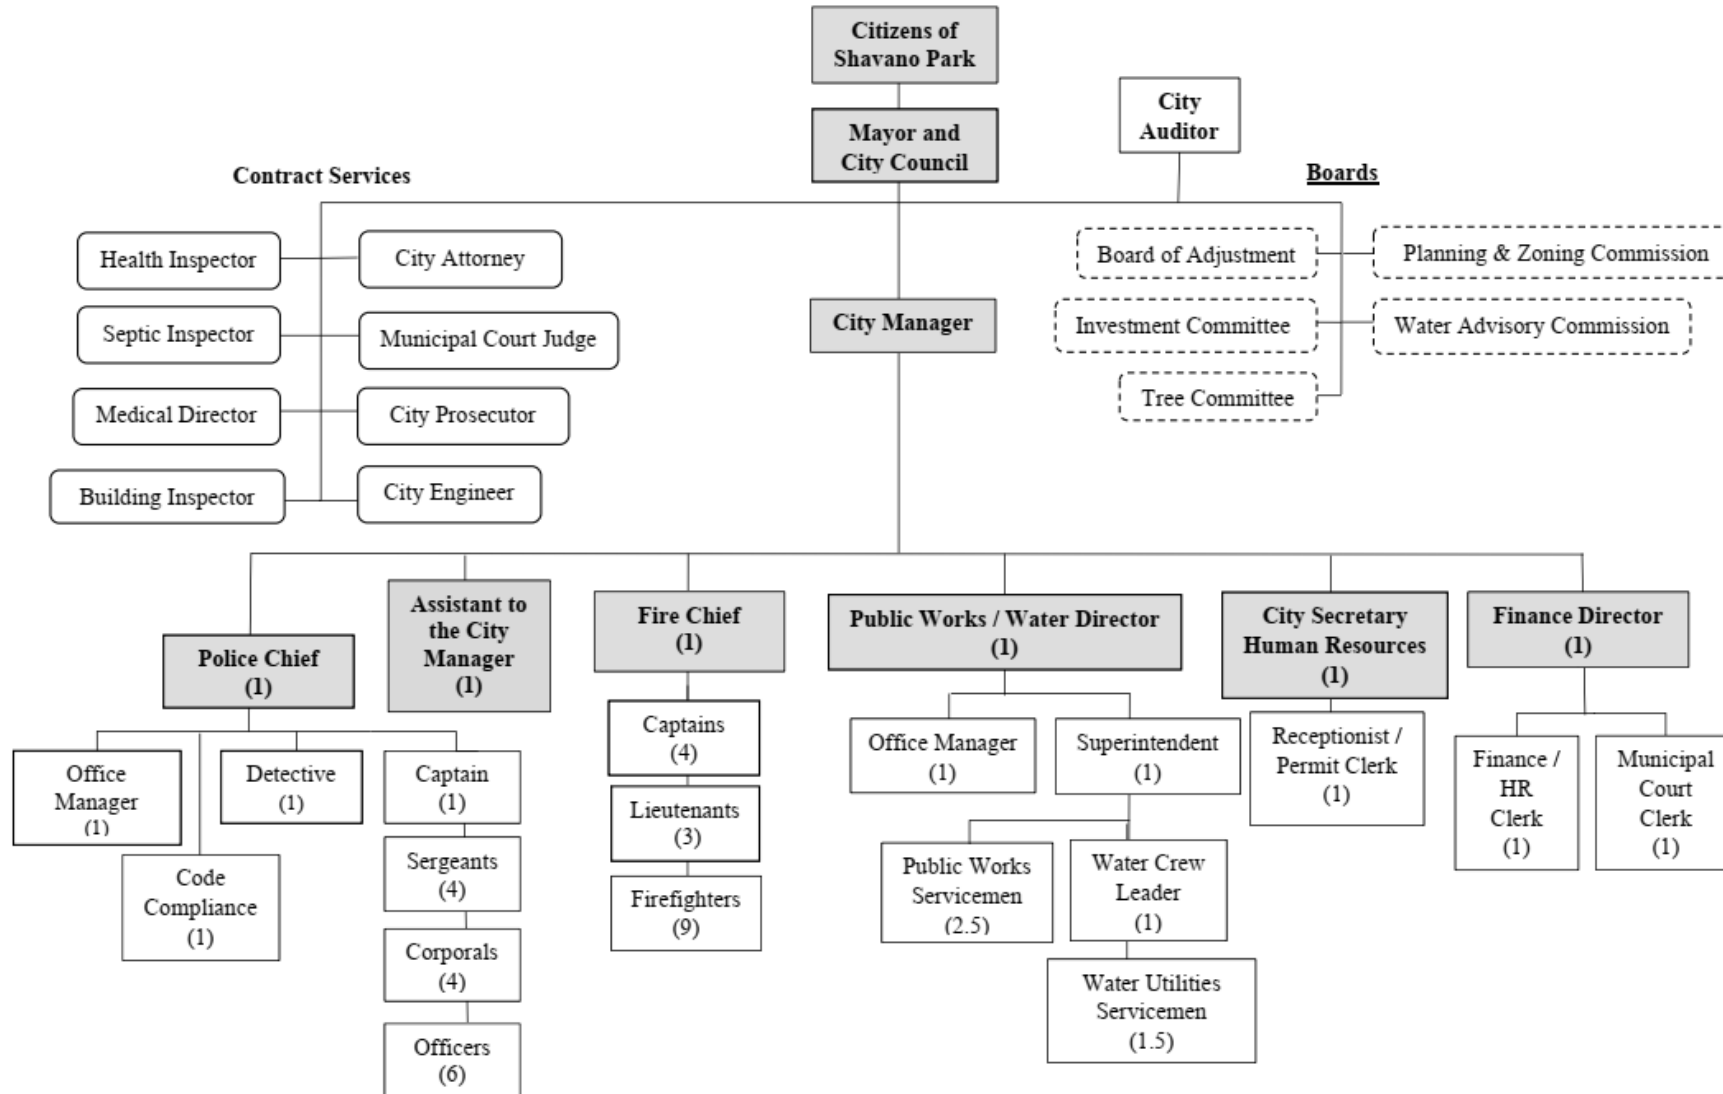 Citizens of
Shavano Park
City
Auditor
Mayor and
City Council
Contract Services
Boards
Health Inspector
City Attorney
Board of Adjustment
Planning & Zoning Commission
Septic Inspector
Municipal Court Judge
City Manager
Investment Committee
Water Advisory Commission
Medical Director
City Prosecutor
Tree Committee
Building Inspector
City Engineer
Police Chief
(1)
Assistant to
the City
Manager
(1)
Fire Chief
(1)
Public Works / Water Director
(1)
City Secretary
Human Resources
(1)
Finance Director
(1)
Office
Manager
(1)
Code
Compliance
(1)
Detective
(1)
Captain
(1)
Sergeants
(4)
Corporals
(4)
Officers
(6)
Captains
(4)
Lieutenants
(3)
Firefighters
(9)
Office Manager
(1)
Superintendent
(1)
Public Works
Servicemen
(2.5)
Water Crew
Leader
(1)
Water Utilities
Servicemen
(1.5)
Receptionist /
Permit Clerk
(1)
Finance /
HR
Clerk
(1)
Municipal
Court
Clerk
(1)